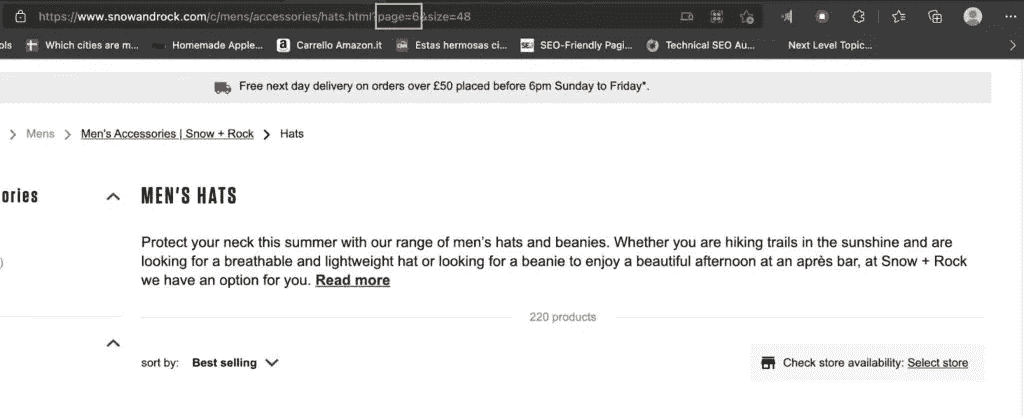 https://www.snowandrock.com/c/mens/accessories/hats.html?page=6&size=48
ols Which cities are m... Homemade Apple... Carrello Amazon.it Estas hermosas ci... SEO-Friendly Pagi... Technical SEO Au... Next Level Topic...
Free next day delivery on orders over £50 placed before 6pm Sunday to Friday*.
Mens Men's Accessories | Snow + Rock Hats
ories
MEN'S HATS
Protect your neck this summer with our range of men's hats and beanies. Whether you are hiking trails in the sunshine and are
looking for a breathable and lightweight hat or looking for a beanie to enjoy a beautiful afternoon at an après bar, at Snow + Rock
)
we have an option for you. Read more
220 products
sort by: Best selling
Check store availability: Select store